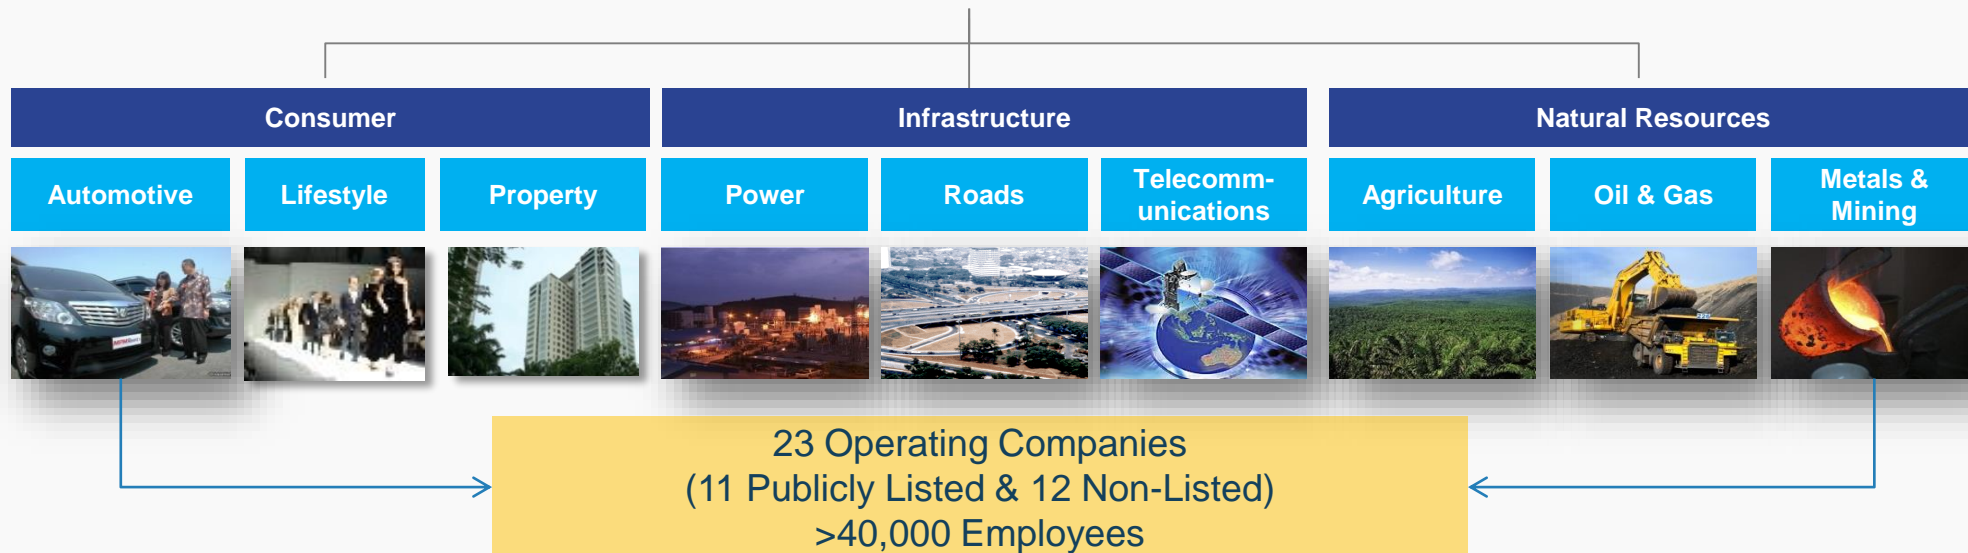 Consumer
Infrastructure
Natural Resources
Automotive
Lifestyle
Property
Power
Roads
Telecomm-
unications
Agriculture
Oil & Gas
Metals &
Mining
23 Operating Companies
(11 Publicly Listed & 12 Non-Listed)
>40,000 Employees